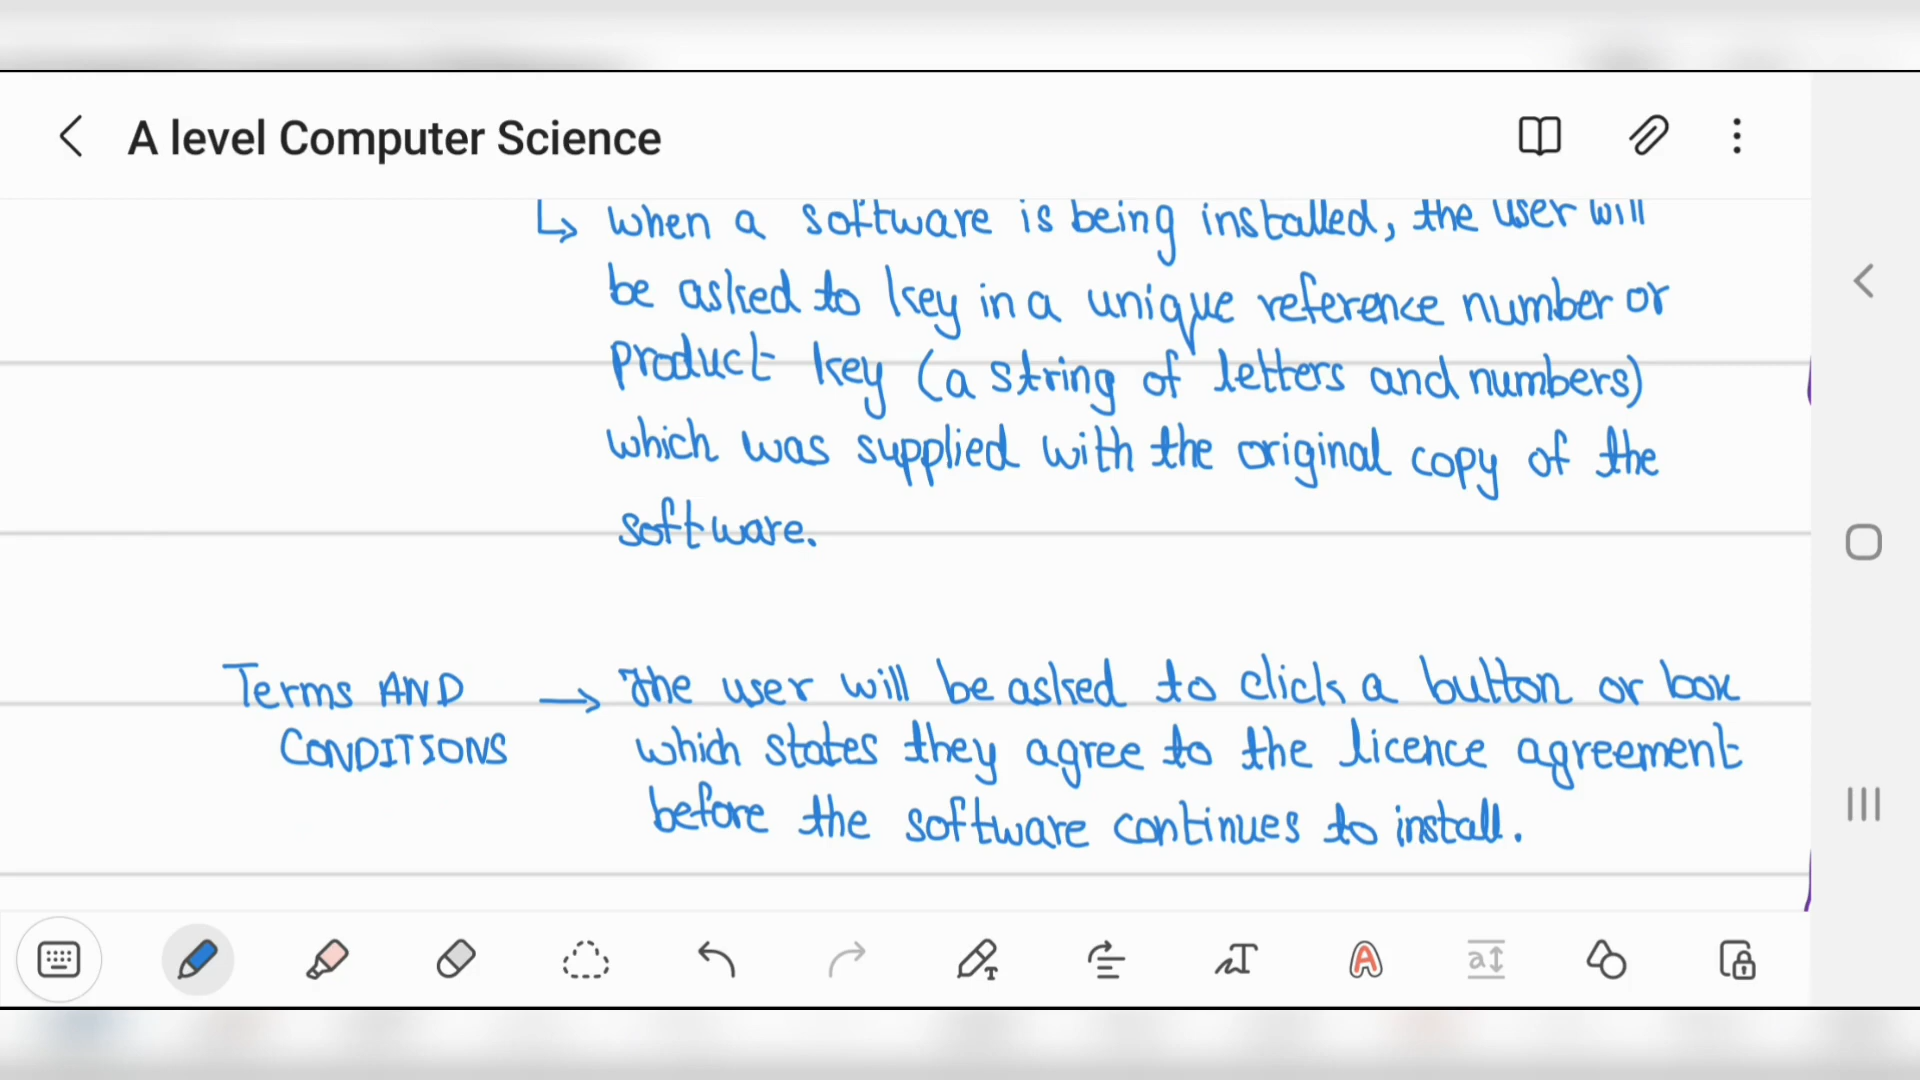 A level Computer Science
↳ when a software is being installed, the user will
be asked to key in a unique reference number or
product key (a string of letters and numbers)
which was supplied with the original copy of the
software.
Terms AND → The user will be asked to click a button or box
CONDITIONS which states they agree to the licence agreement
before the software continues to install.